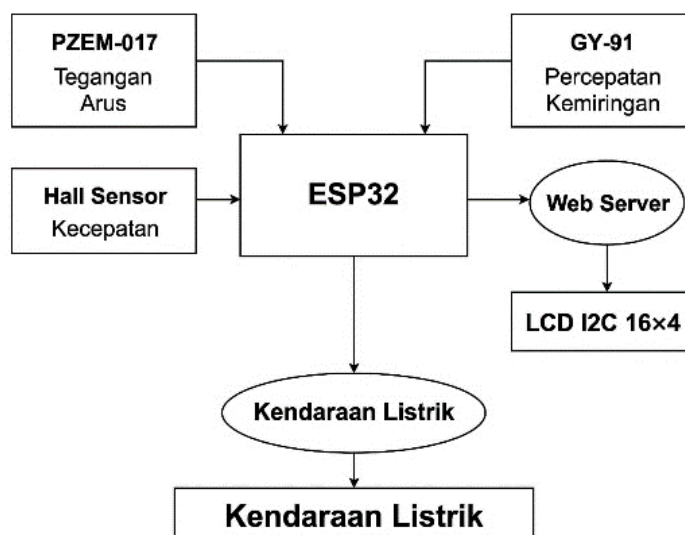 PZEM-017
Tegangan
Arus
GY-91
Percepatan
Kemiringan
Hall Sensor
Kecepatan
ESP32
Web Server
LCD I2C 16×4
Kendaraan Listrik
Kendaraan Listrik